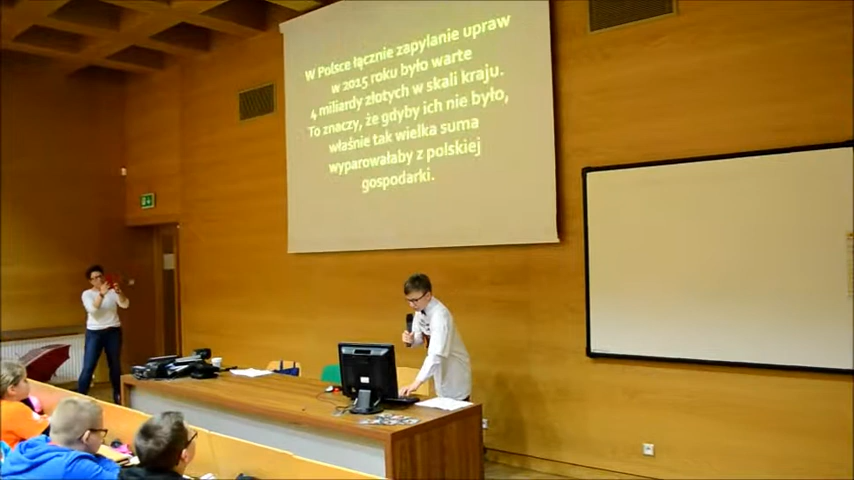 W Polsce łącznie zapylanie upraw
w 2015 roku było warte
4 miliardy złotych w skali kraju,
To znaczy, że gdyby ich nie było,
właśnie tak wielka suma
wyparowałaby z polskiej
gospodarki.